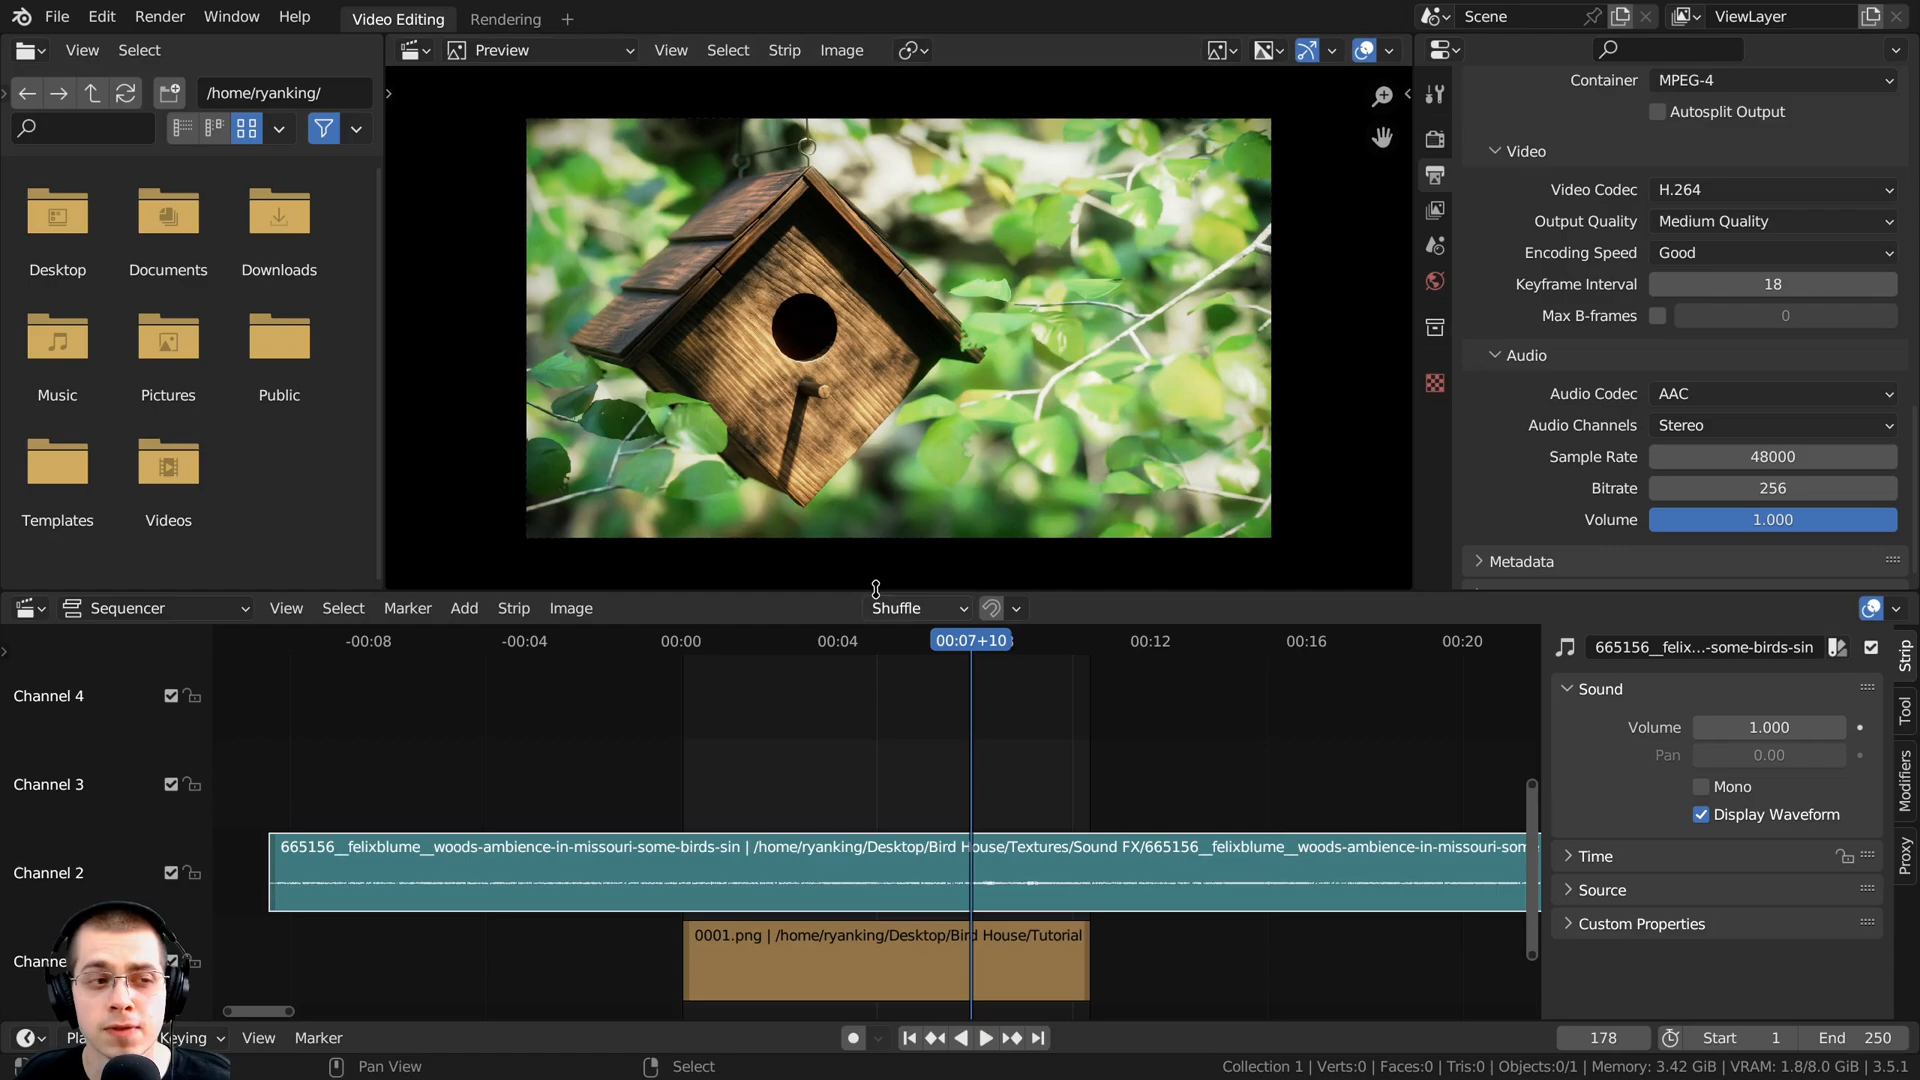 File Edit Render Window Help Video Editing Rendering + Scene ViewLayer
View Select Preview View Select Strip Image
/home/ryanking/
Container MPEG-4
Autosplit Output
Video
Video Codec H.264
Output Quality Medium Quality
Encoding Speed Good
Keyframe Interval 18
Max B-frames 0
Audio
Audio Codec AAC
Audio Channels Stereo
Sample Rate 48000
Bitrate 256
Volume 1.000
Metadata
Desktop Documents Downloads
Music Pictures Public
Templates Videos
Sequencer View Select Marker Add Strip Image Shuffle
-00:08 -00:04 00:00 00:04 00:07+10 00:12 00:16 00:20
Channel 4
Channel 3
Channel 2
Chann
665156__felixblume__woods-ambience-in-missouri-some-birds-sin | /home/ryanking/Desktop/Bird House/Textures/Sound FX/665156__felixblume__woods-ambience-in-missouri-som
0001.png | /home/ryanking/Desktop/Bird House/Tutorial
665156__felix...-some-birds-sin
Sound
Volume 1.000
Pan 0.00
Mono
Display Waveform
Time
Source
Custom Properties
Strip
Tool
Modifiers
Proxy
Pla Keying View Marker 178 Start 1 End 250
Pan View Select Collection 1 | Verts:0 | Faces:0 | Tris:0 | Objects:0/1 | Memory: 3.42 GiB | VRAM: 1.8/8.0 GiB | 3.5.1